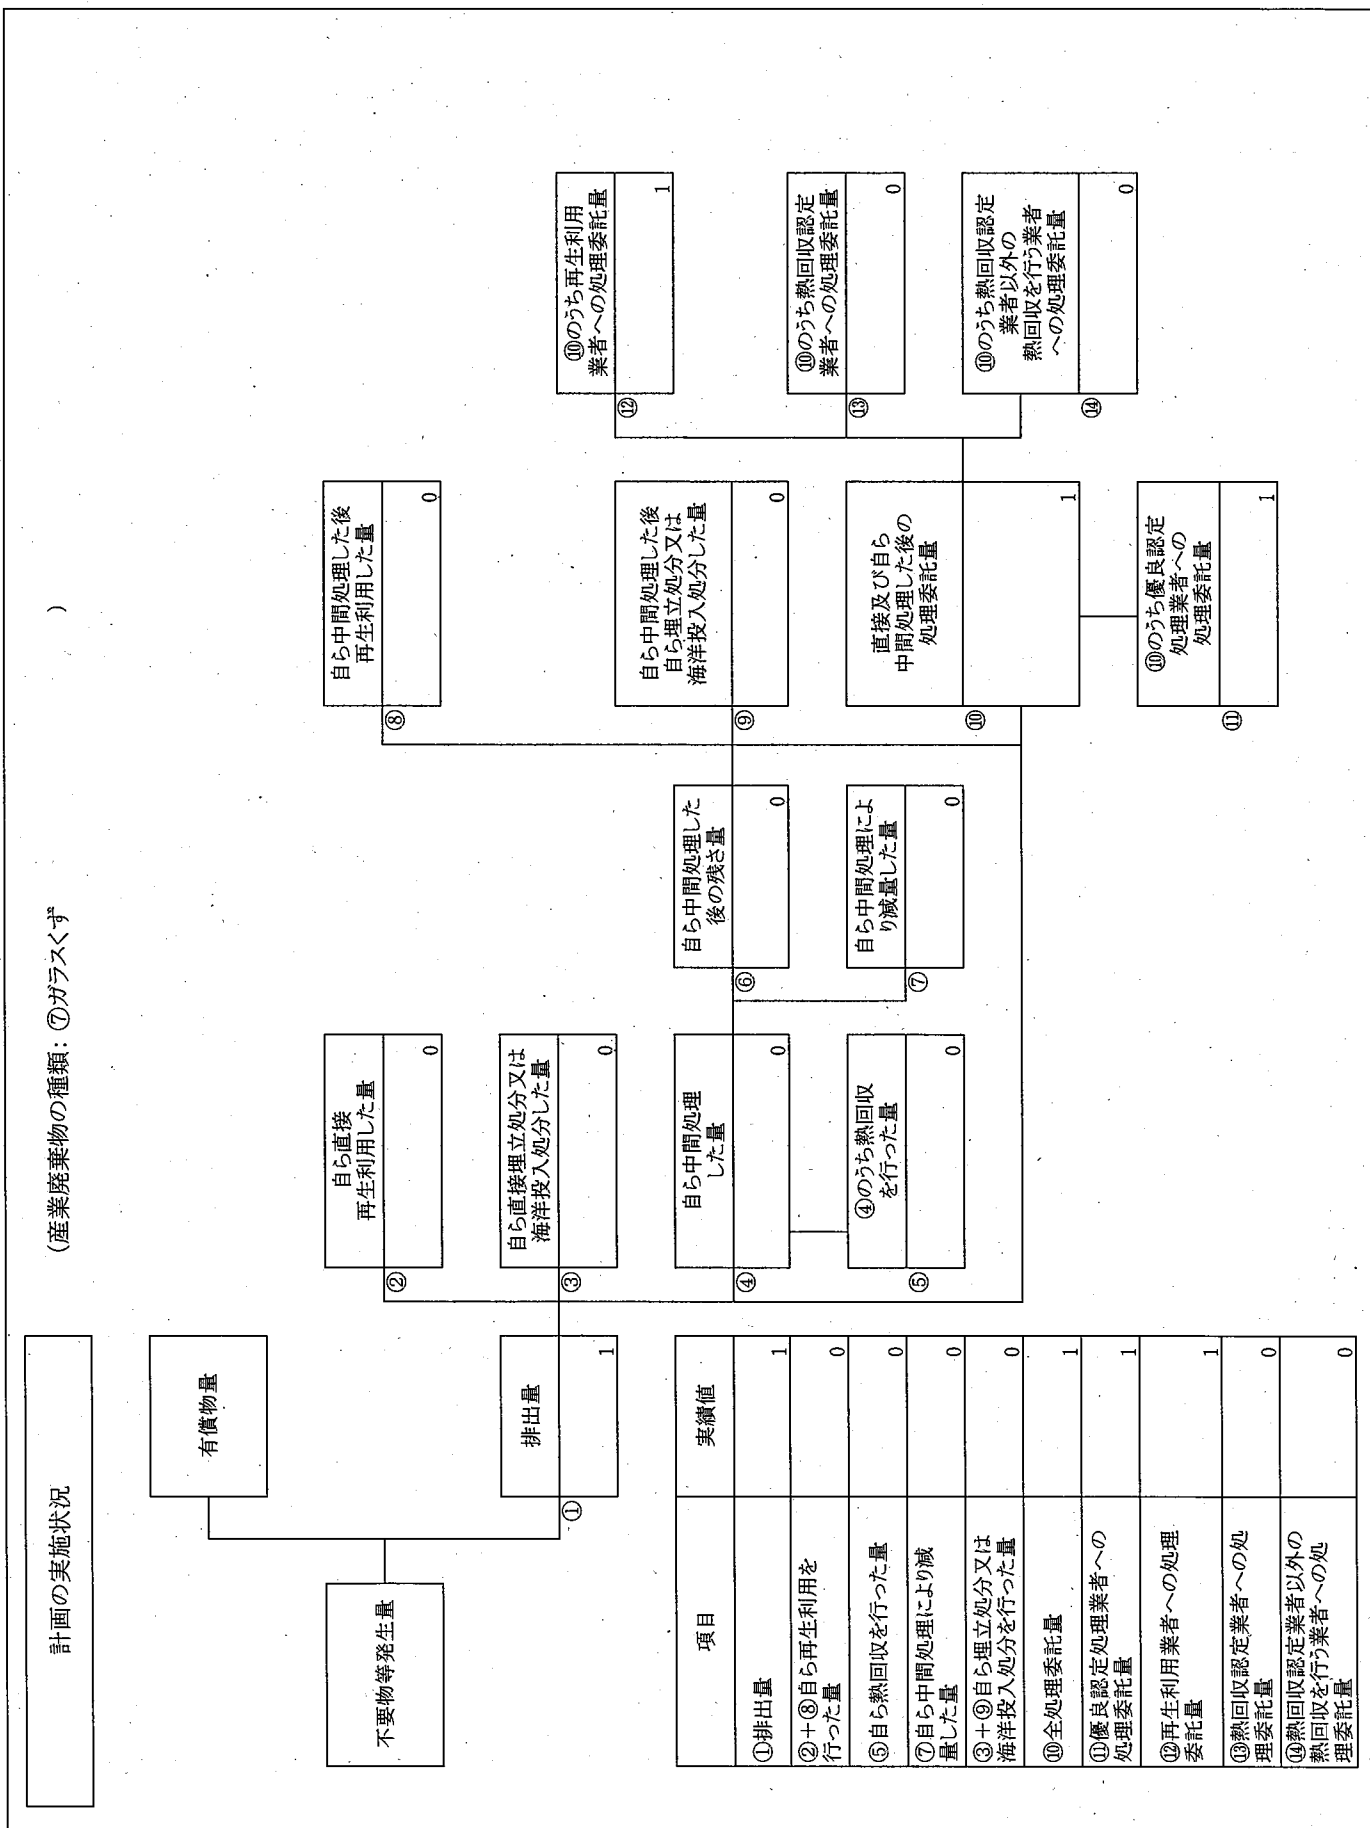 計画の実施状況
(産業廃棄物の種類：⑦ガラスくず　　　　　)
不要物等発生量
有償物量
排出量
①
1
自ら直接
再生利用した量
②
0
自ら直接埋立処分又は
海洋投入処分した量
③
0
自ら中間処理
した量
④
0
④のうち熱回収
を行った量
⑤
0
自ら中間処理した
後の残さ量
⑥
0
自ら中間処理によ
り減量した量
⑦
0
自ら中間処理した後
再生利用した量
⑧
0
自ら中間処理した後
自ら埋立処分又は
海洋投入処分した量
⑨
0
直接及び自ら
中間処理した後の
処理委託量
⑩
1
⑩のうち優良認定
処理業者への
処理委託量
⑪
1
⑩のうち再生利用
業者への処理委託量
⑫
1
⑩のうち熱回収認定
業者への処理委託量
⑬
0
⑩のうち熱回収認定
業者以外の
熱回収を行う業者
への処理委託量
⑭
0
項目　実績値
①排出量　1
②＋⑧自ら再生利用を
行った量　0
⑤自ら熱回収を行った量　0
⑦自ら中間処理により減
量した量　0
③＋⑨自ら埋立処分又は
海洋投入処分を行った量　0
⑩全処理委託量　1
⑪優良認定処理業者への
処理委託量　1
⑫再生利用業者への処理
委託量　1
⑬熱回収認定業者への処
理委託量　0
⑭熱回収認定業者以外の
熱回収を行う業者への処
理委託量　0